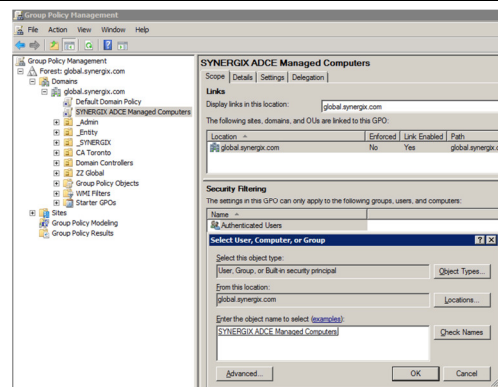 Group Policy Management
File Action View Window Help
Group Policy Management
Forest: global.synergix.com
Domains
global.synergix.com
Default Domain Policy
SYNERGIX ADCE Managed Computers
_Admin
_Entity
_SYNERGIX
CA Toronto
Domain Controllers
ZZ Global
Group Policy Objects
WMI Filters
Starter GPOs
Sites
Group Policy Modeling
Group Policy Results
SYNERGIX ADCE Managed Computers
Scope Details Settings Delegation
Links
Display links in this location: global.synergix.com
The following sites, domains, and OUs are linked to this GPO:
Location Enforced Link Enabled Path
global.synergix.com No Yes global.synergix.c
Security Filtering
The settings in this GPO can only apply to the following groups, users, and computers:
Name
Authenticated Users
Select User, Computer, or Group
Select this object type:
User, Group, or Built-in security principal Object Types...
From this location:
global.synergix.com Locations...
Enter the object name to select (examples):
SYNERGIX ADCE Managed Computers Check Names
Advanced... OK Cancel